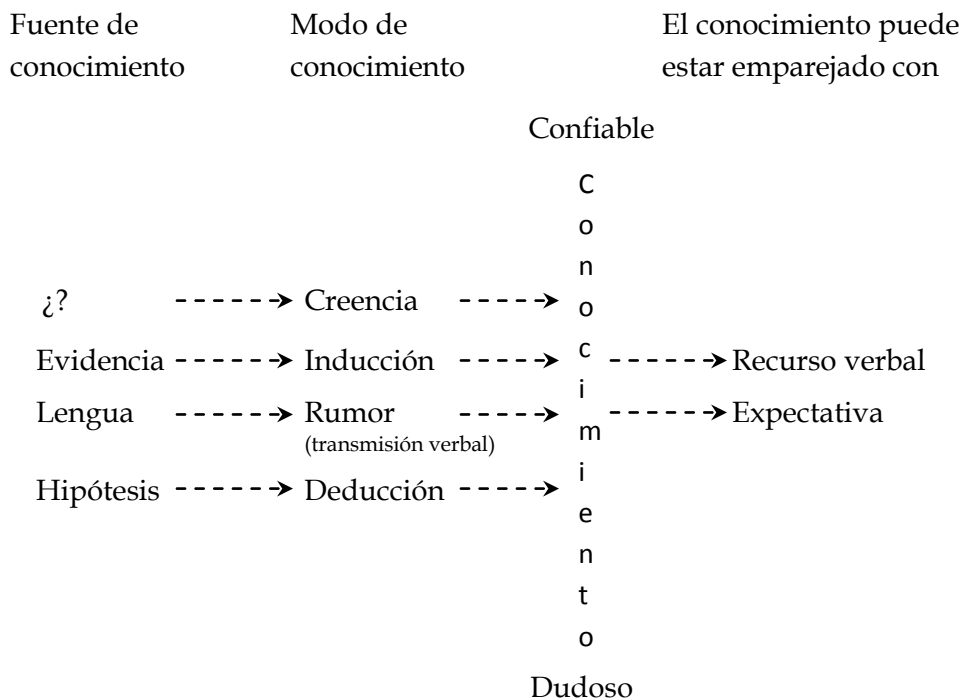 Fuente de conocimiento
Modo de conocimiento
El conocimiento puede estar emparejado con
Confiable
Conocimiento
¿? Creencia
Evidencia Inducción Recurso verbal
Lengua Rumor Expectativa
(transmisión verbal)
Hipótesis Deducción
Dudoso